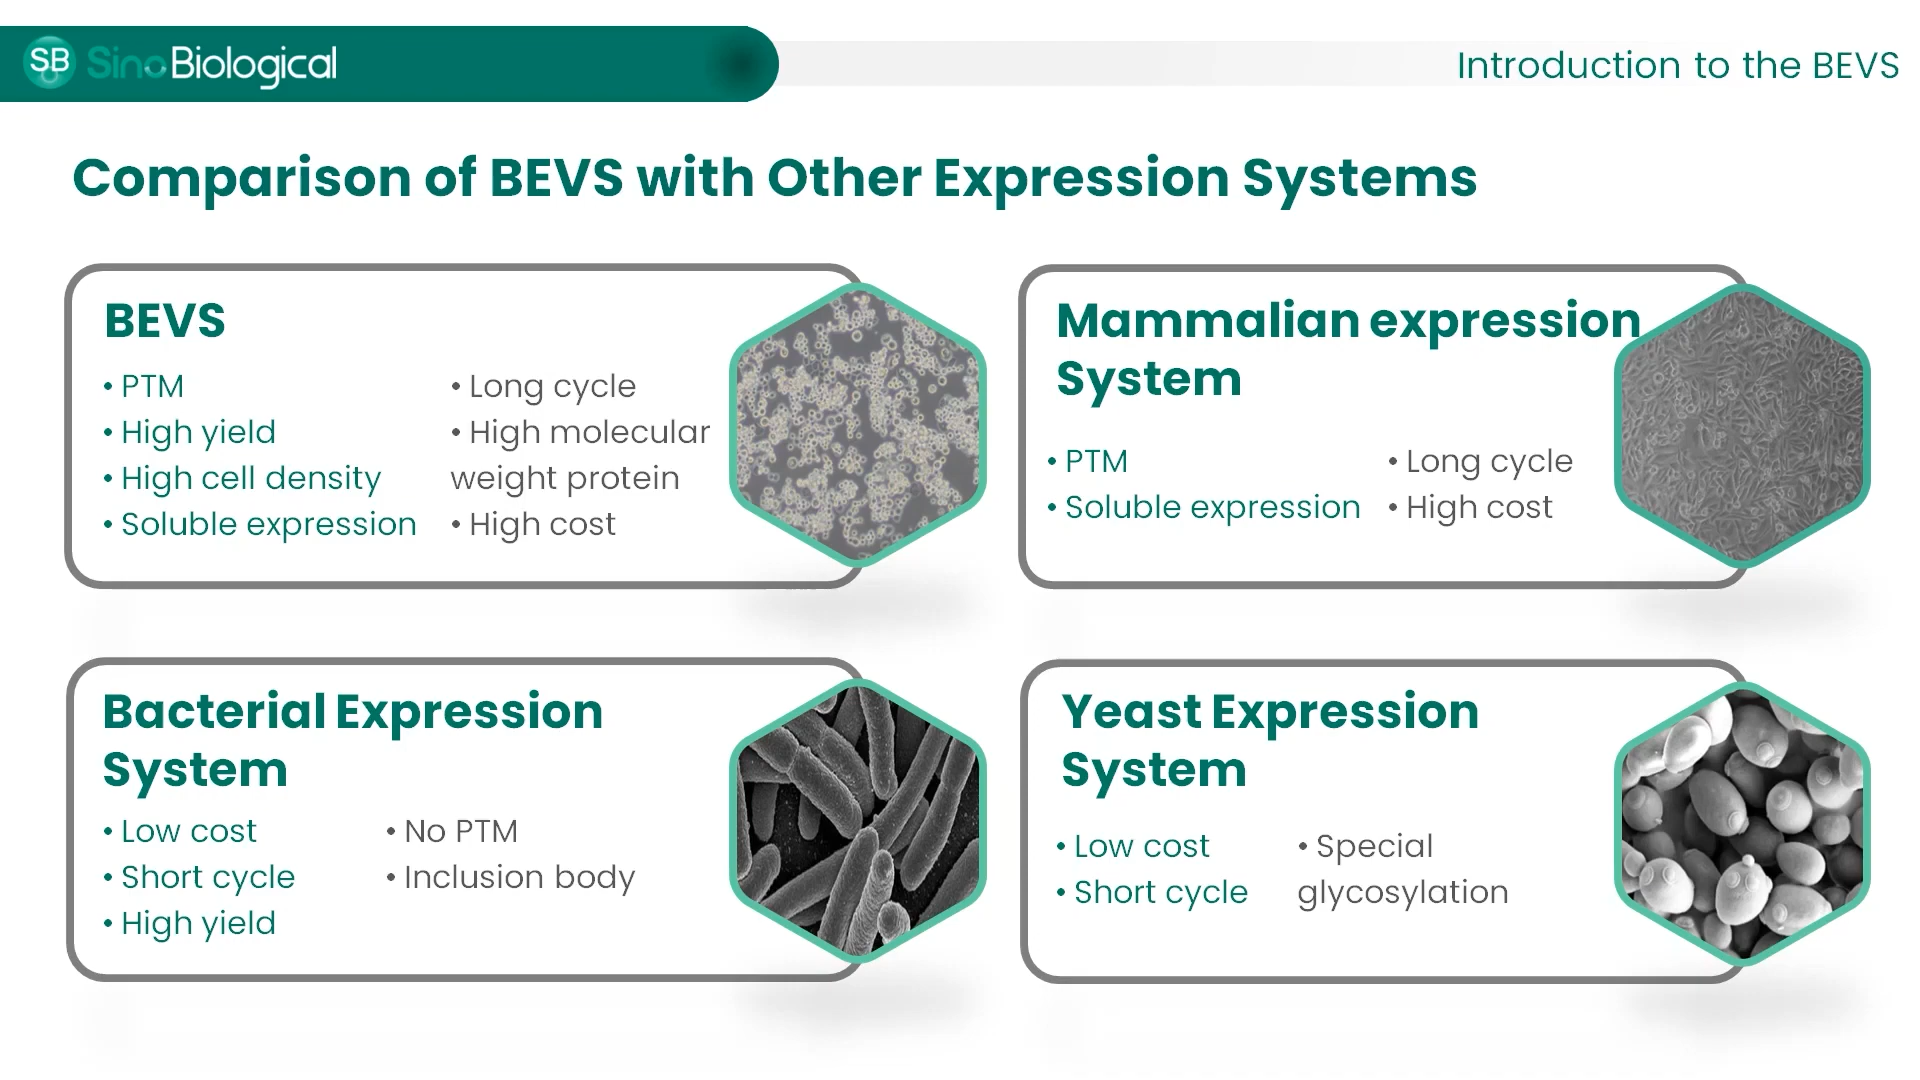 SB SinoBiological
Introduction to the BEVS
Comparison of BEVS with Other Expression Systems
BEVS
• PTM
• High yield
• High cell density
• Soluble expression
• Long cycle
• High molecular
weight protein
• High cost
Mammalian expression
System
• PTM
• Soluble expression
• Long cycle
• High cost
Bacterial Expression
System
• Low cost
• Short cycle
• High yield
• No PTM
• Inclusion body
Yeast Expression
System
• Low cost
• Short cycle
• Special
glycosylation